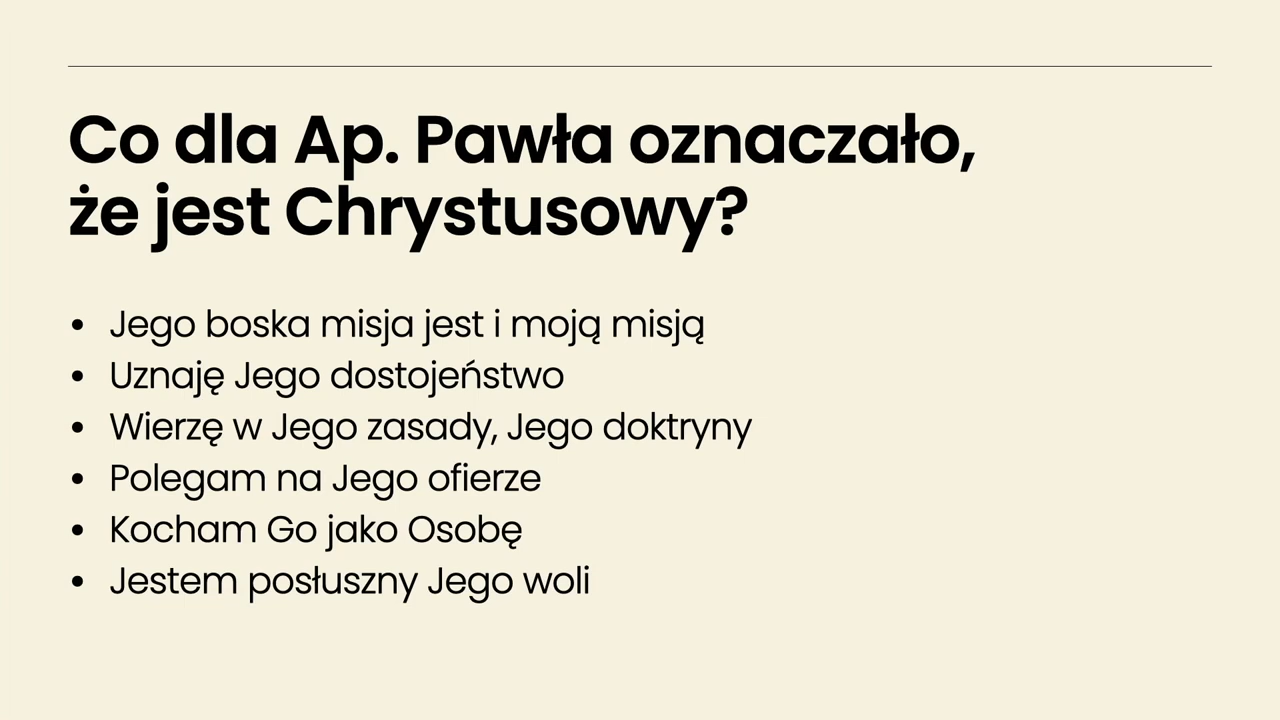 Co dla Ap. Pawła oznaczało,
że jest Chrystusowy?
• Jego boska misja jest i moją misją
• Uznaję Jego dostojeństwo
• Wierzę w Jego zasady, Jego doktryny
• Polegam na Jego ofierze
• Kocham Go jako Osobę
• Jestem posłuszny Jego woli